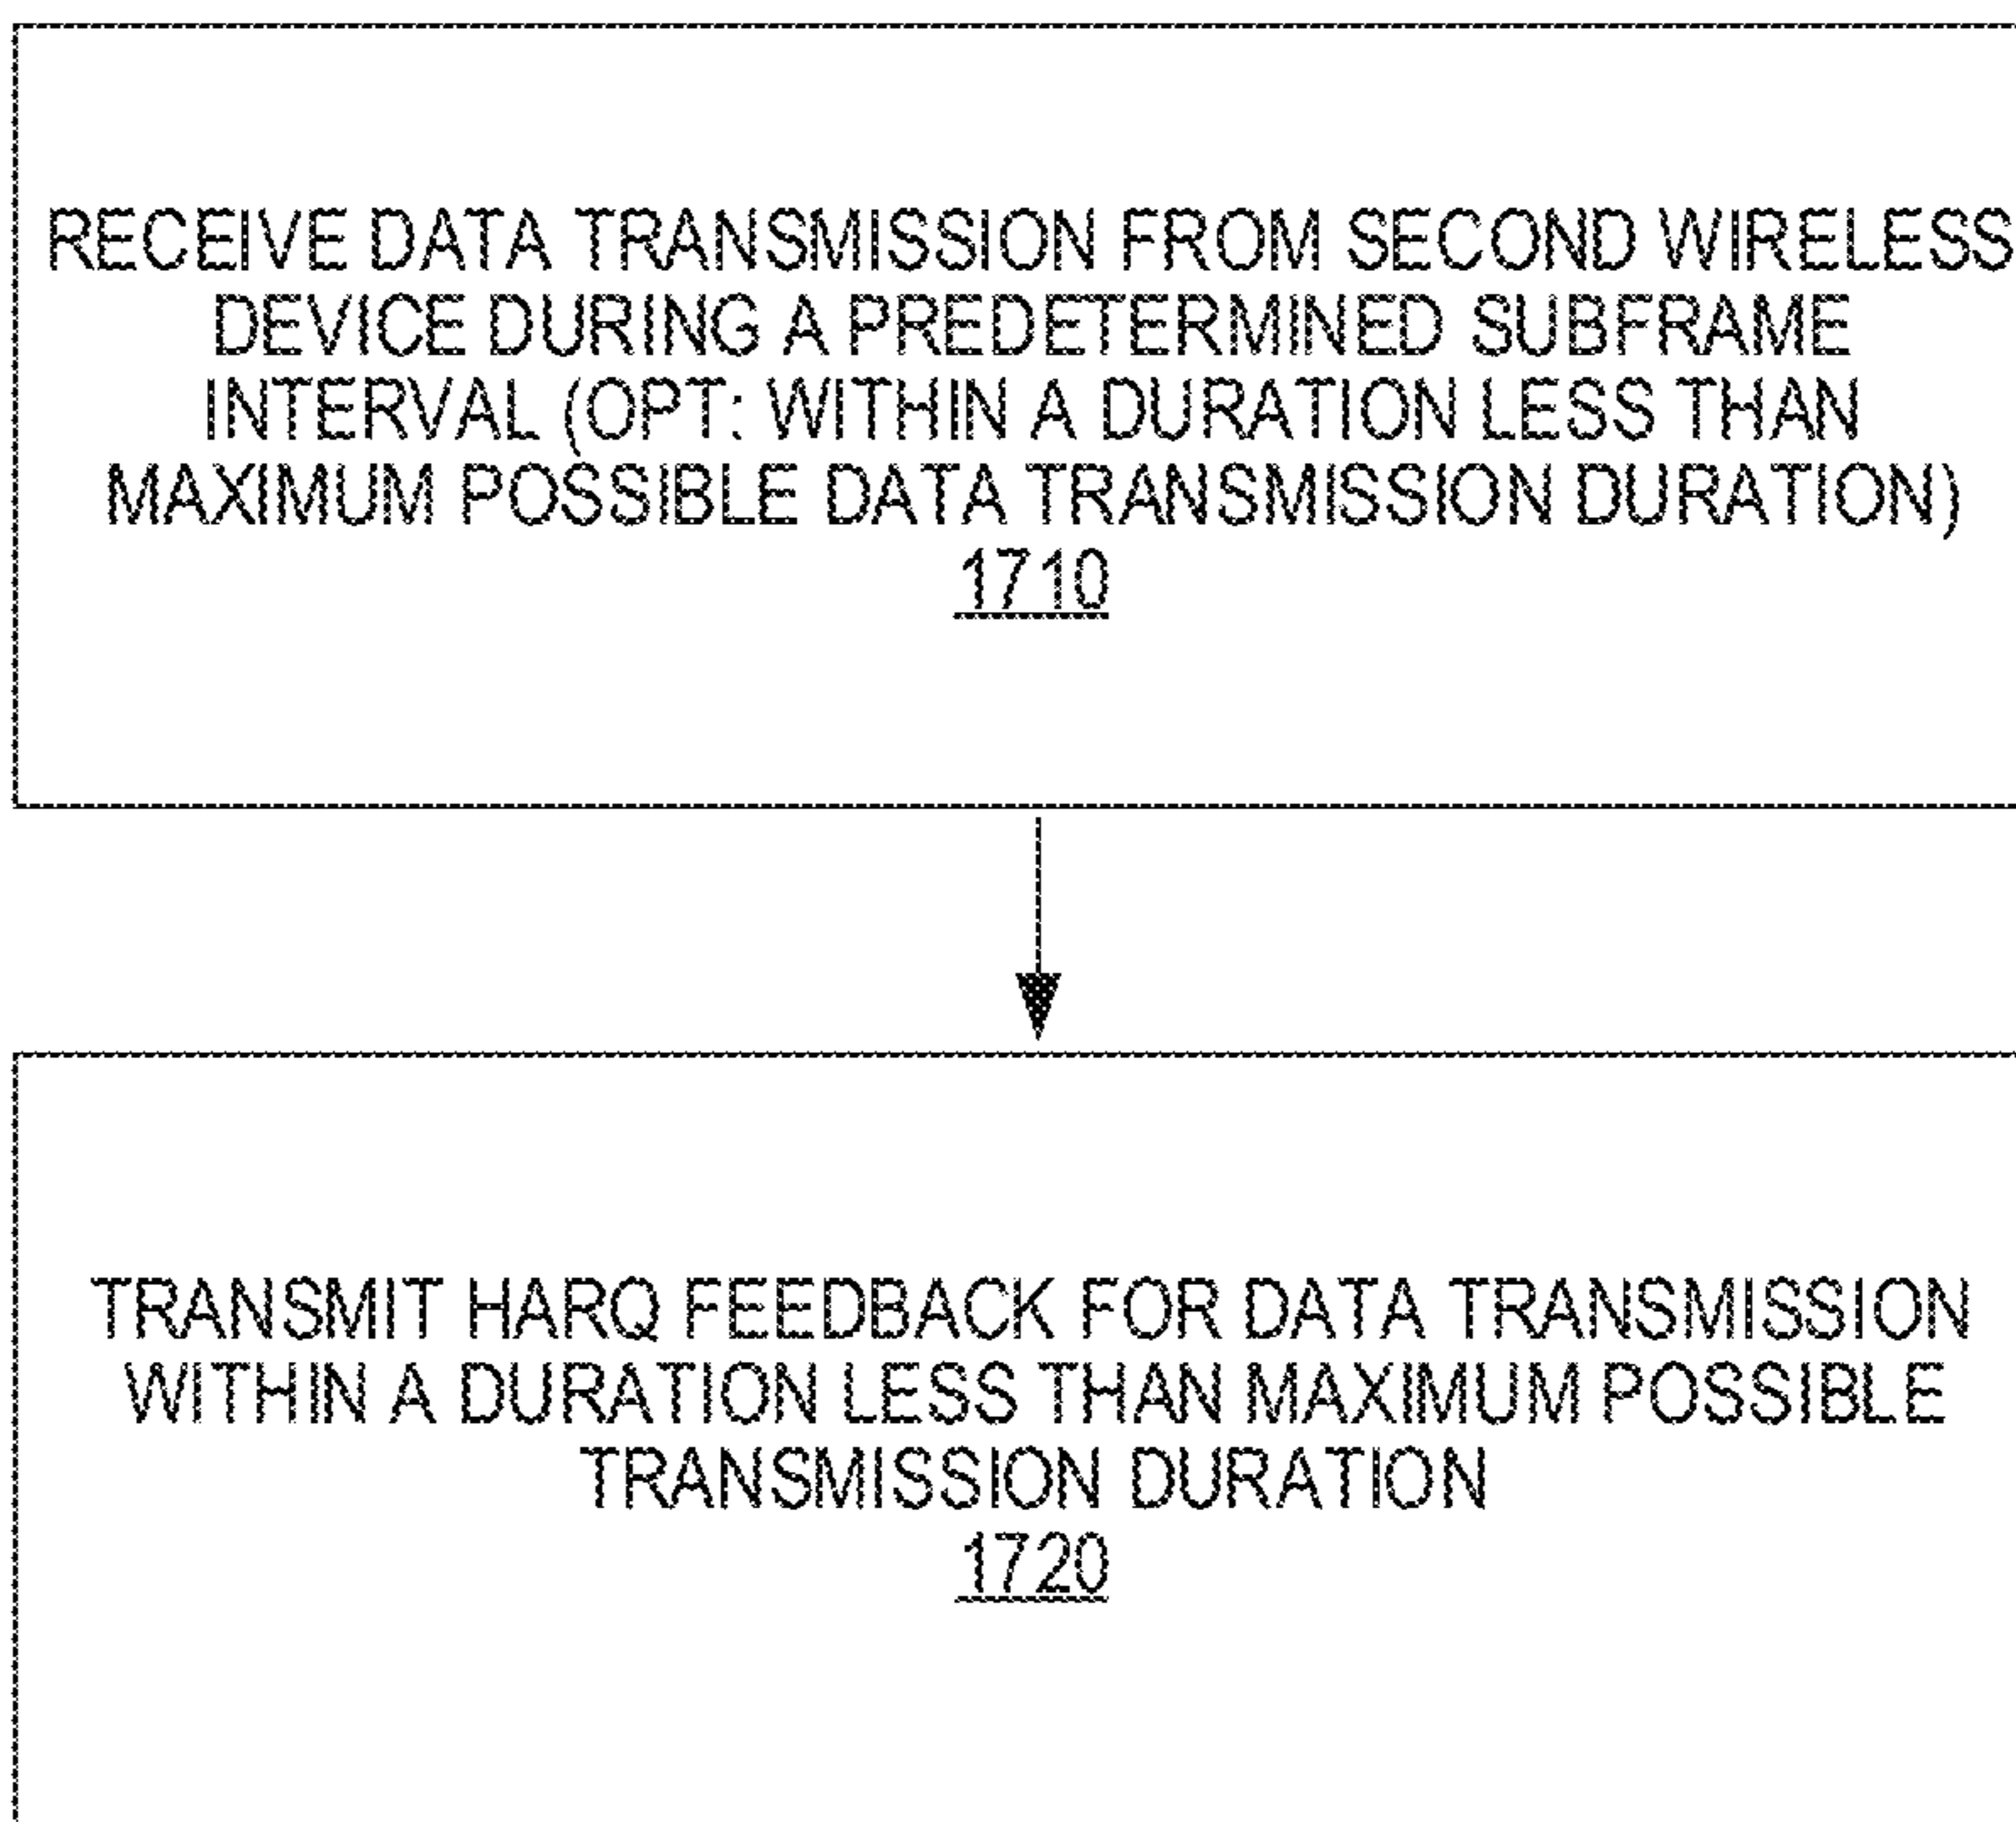 RECEIVE DATA TRANSMISSION FROM SECOND WIRELESS
DEVICE DURING A PREDETERMINED SUBFRAME
INTERVAL (OPT: WITHIN A DURATION LESS THAN
MAXIMUM POSSIBLE DATA TRANSMISSION DURATION)
1710
TRANSMIT HARQ FEEDBACK FOR DATA TRANSMISSION
WITHIN A DURATION LESS THAN MAXIMUM POSSIBLE
TRANSMISSION DURATION
1720